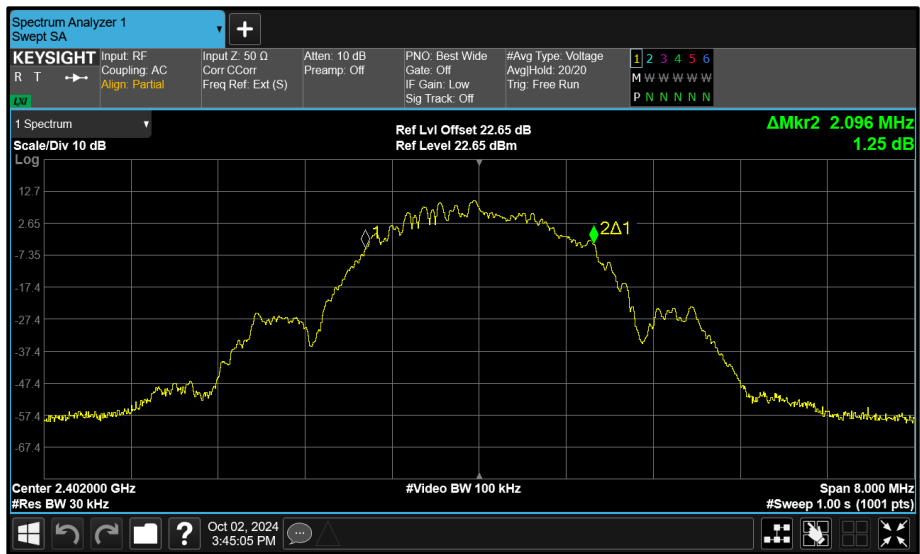 Spectrum Analyzer 1
Swept SA
+
KEYSIGHT
R T
LXI
Input: RF
Coupling: AC
Align: Partial
Input Z: 50 Ω
Corr CCorr
Freq Ref: Ext (S)
Atten: 10 dB
Preamp: Off
PNO: Best Wide
Gate: Off
IF Gain: Low
Sig Track: Off
#Avg Type: Voltage
Avg|Hold: 20/20
Trig: Free Run
1 2 3 4 5 6
M W W W W W
P N N N N N
1 Spectrum
Scale/Div 10 dB
Ref Lvl Offset 22.65 dB
Ref Level 22.65 dBm
ΔMkr2 2.096 MHz
1.25 dB
Log
12.7
2.65
-7.35
-17.4
-27.4
-37.4
-47.4
-57.4
-67.4
1
2Δ1
Center 2.402000 GHz
#Video BW 100 kHz
Span 8.000 MHz
#Res BW 30 kHz
#Sweep 1.00 s (1001 pts)
?
Oct 02, 2024
3:45:05 PM